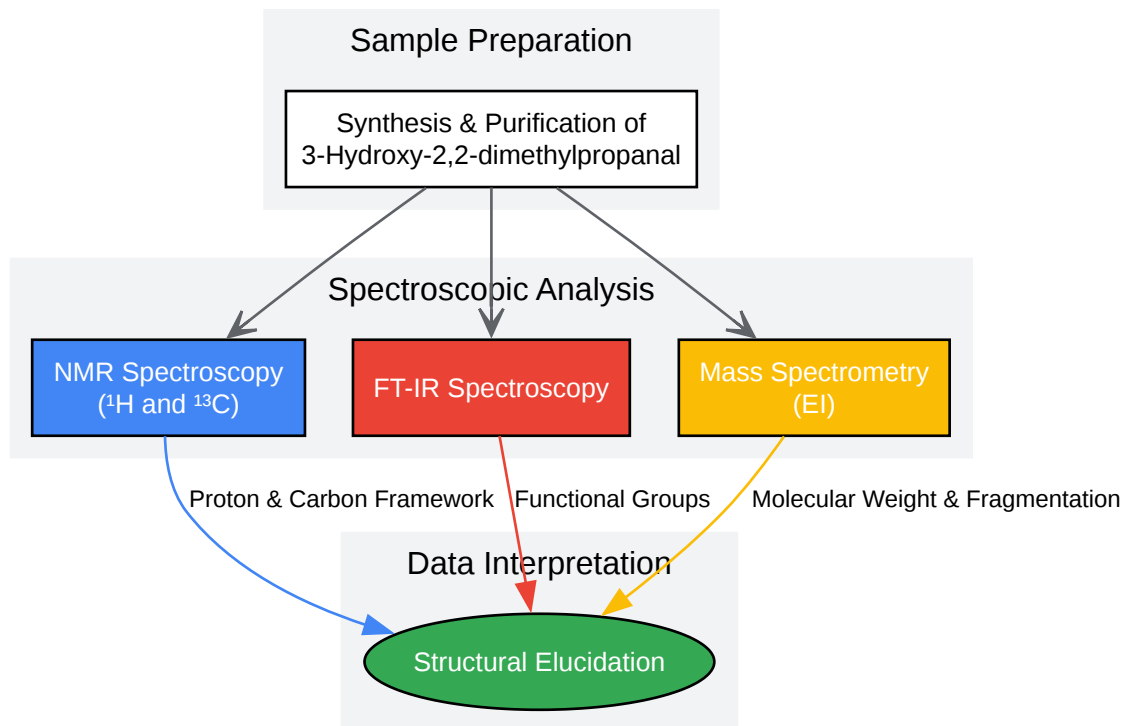 Sample Preparation
Synthesis & Purification of
3-Hydroxy-2,2-dimethylpropanal
Spectroscopic Analysis
NMR Spectroscopy
(¹H and ¹³C)
FT-IR Spectroscopy
Mass Spectrometry
(EI)
Proton & Carbon Framework
Functional Groups
Molecular Weight & Fragmentation
Data Interpretation
Structural Elucidation